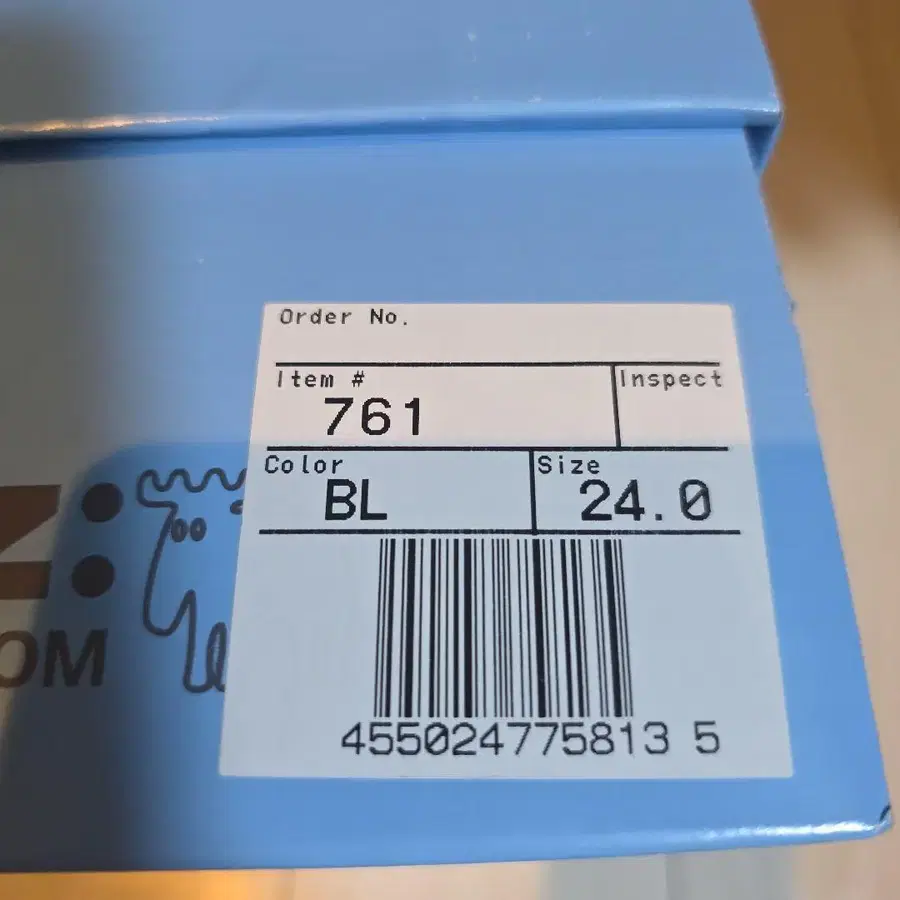 Order No.
Item #
Inspect
761
Color
Size
BL
24.0
455024775813 5
OM